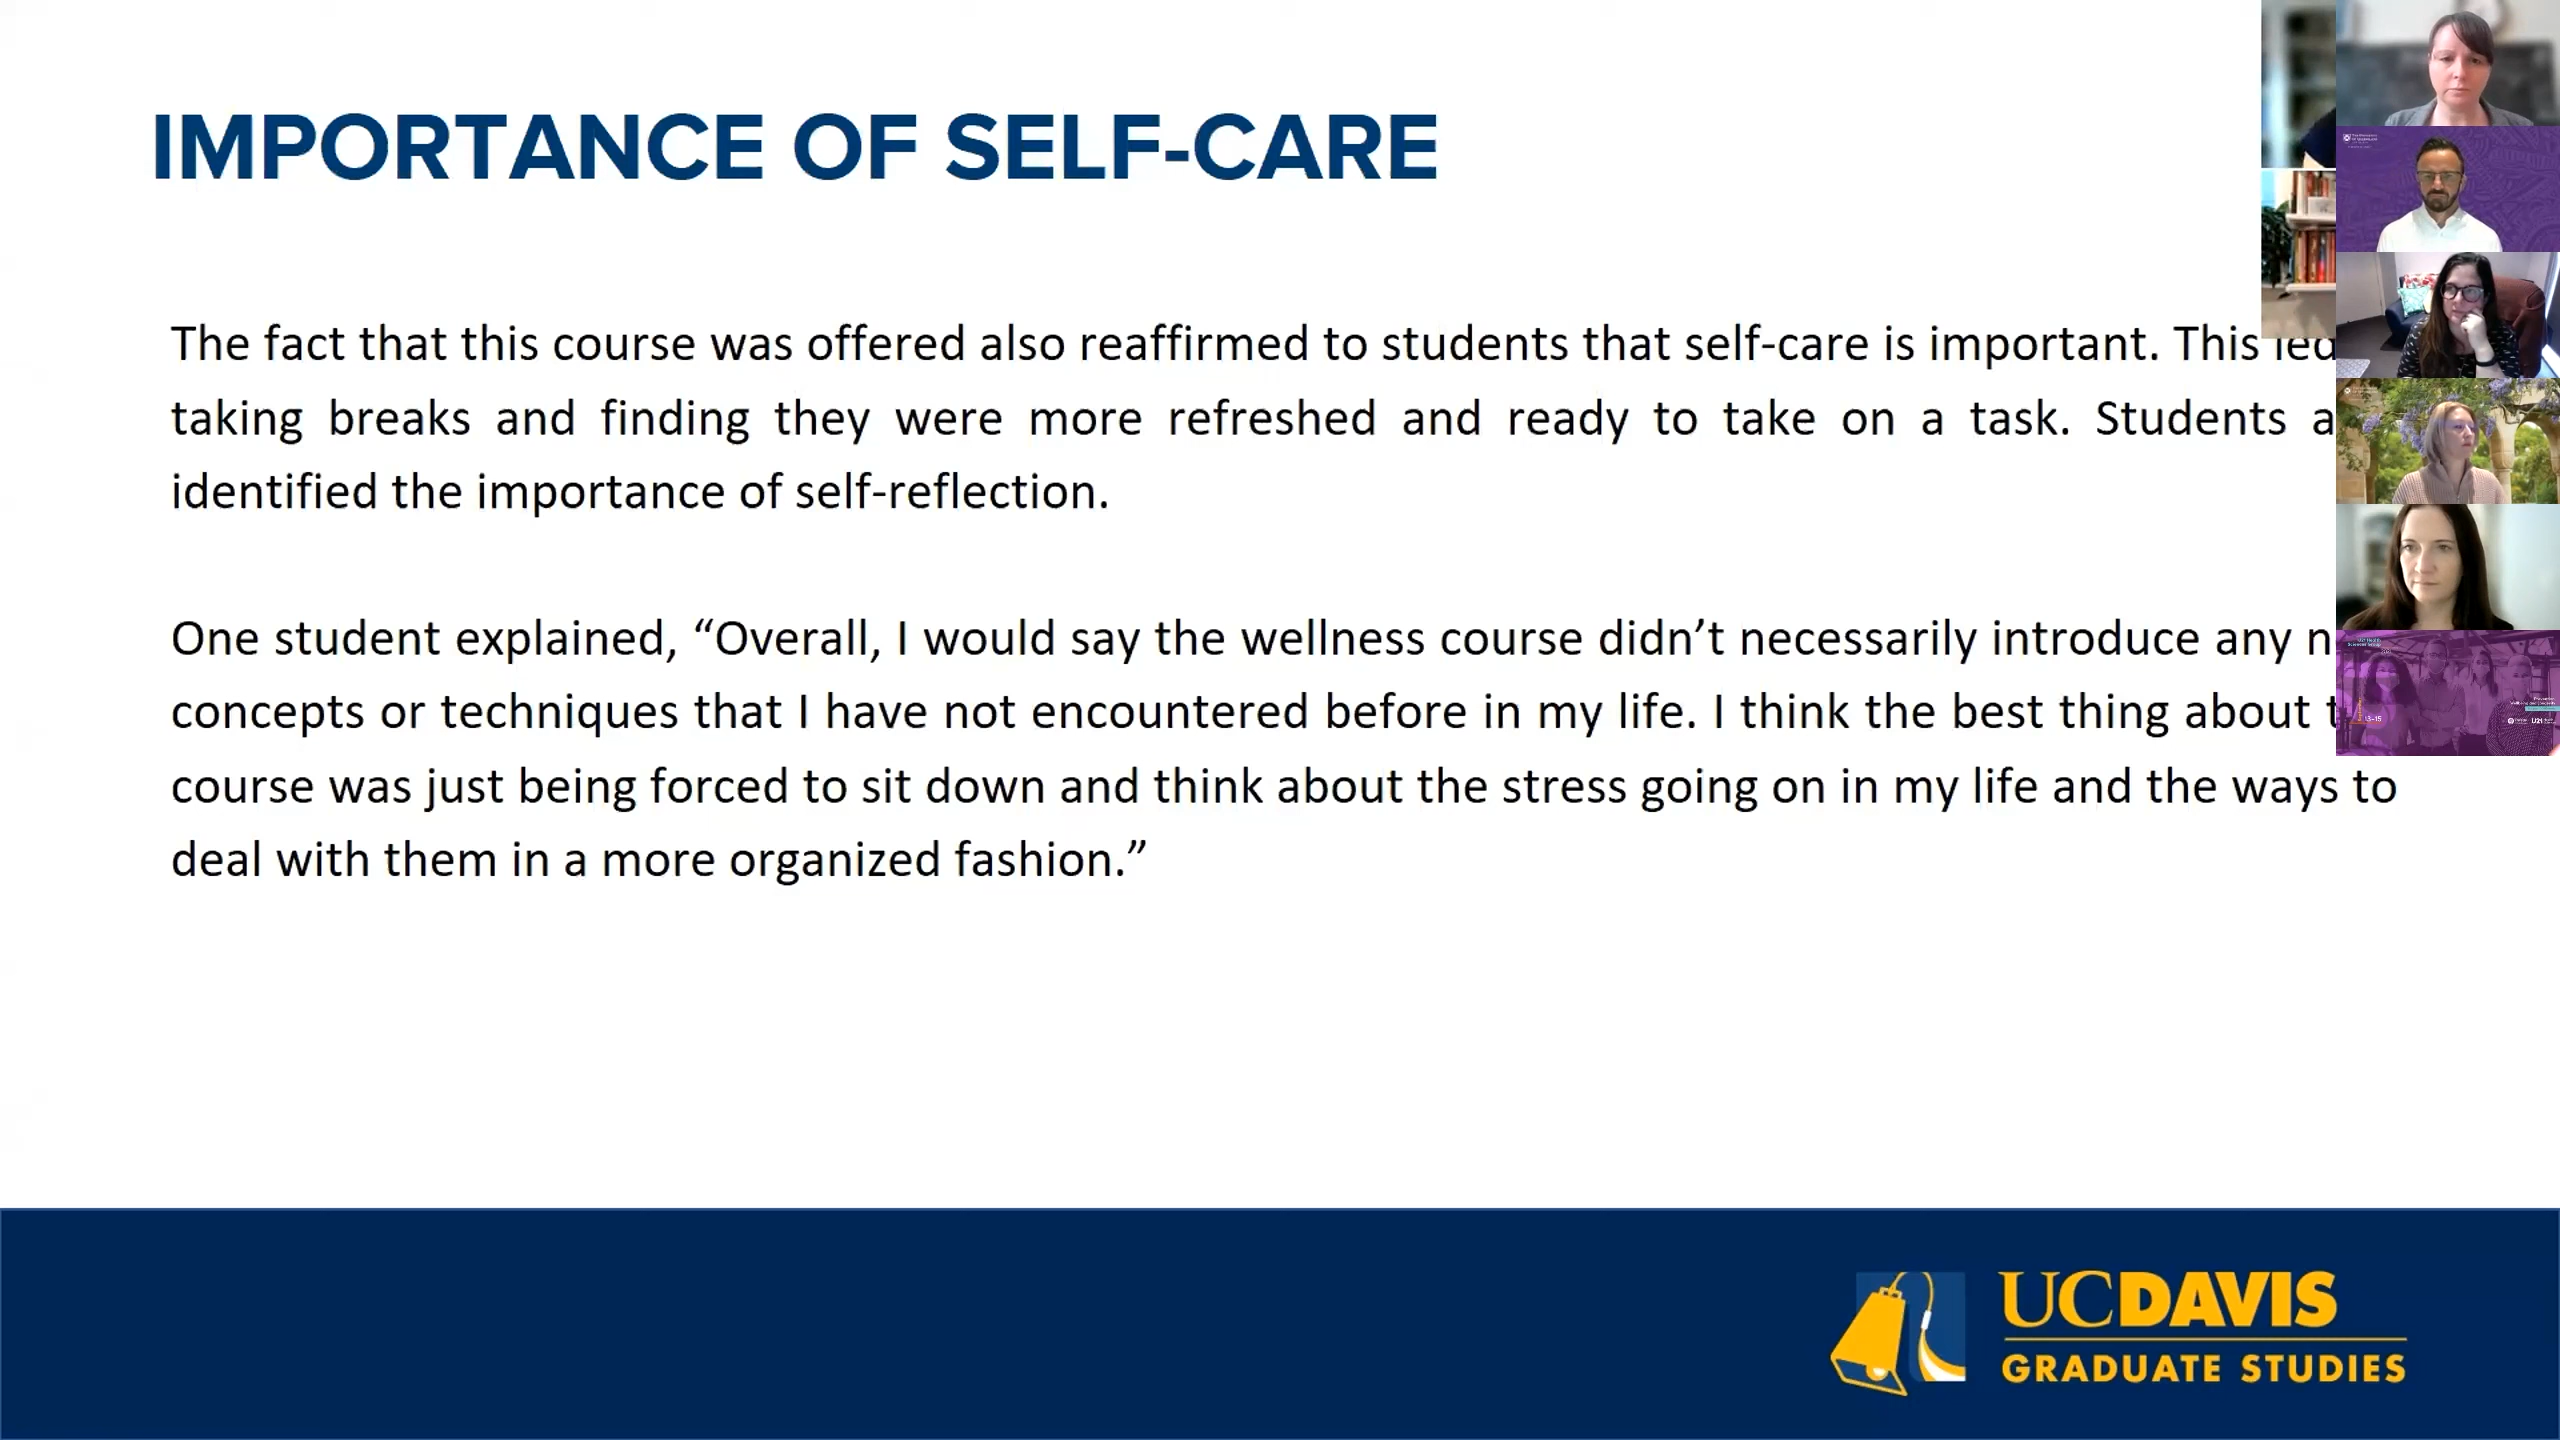 IMPORTANCE OF SELF-CARE
The fact that this course was offered also reaffirmed to students that self-care is important. This led
taking breaks and finding they were more refreshed and ready to take on a task. Students a
identified the importance of self-reflection.
One student explained, “Overall, I would say the wellness course didn’t necessarily introduce any n
concepts or techniques that I have not encountered before in my life. I think the best thing about t
course was just being forced to sit down and think about the stress going on in my life and the ways to
deal with them in a more organized fashion.”
13-15
U21
UCDAVIS
GRADUATE STUDIES